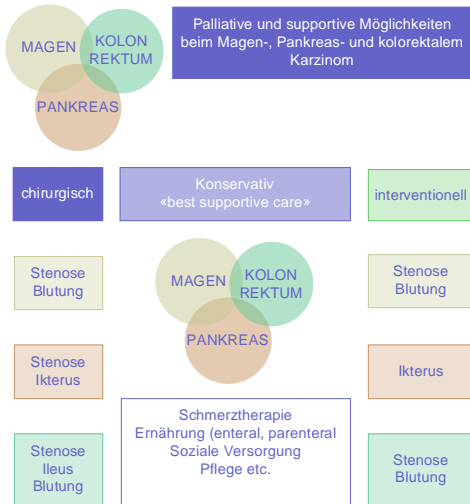 MAGEN
KOLON
REKTUM
PANKREAS
Palliative und supportive Möglichkeiten
beim Magen-, Pankreas- und kolorektalem
Karzinom
chirurgisch
Konservativ
«best supportive care»
interventionell
Stenose
Blutung
MAGEN
KOLON
REKTUM
PANKREAS
Stenose
Blutung
Stenose
Ikterus
Ikterus
Stenose
Ileus
Blutung
Schmerztherapie
Ernährung (enteral, parenteral
Soziale Versorgung
Pflege etc.
Stenose
Blutung